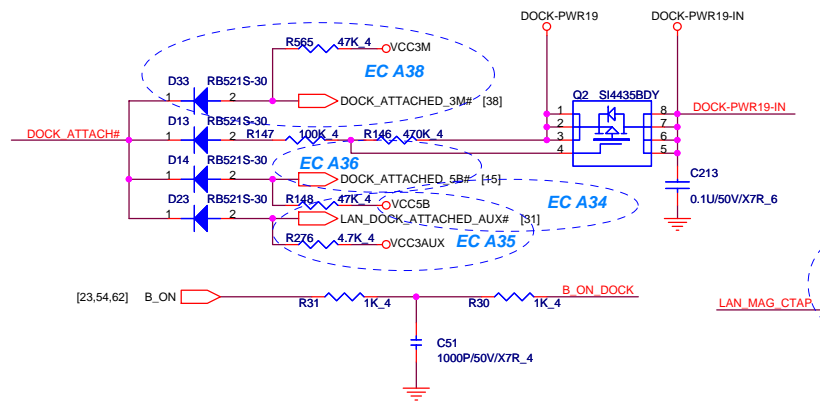 DOCK-PWR19
DOCK-PWR19-IN
R565
47K_4
VCC3M
EC A38
D33
RB521S-30
1
2
DOCK_ATTACHED_3M# [38]
Q2 SI4435BDY
1
2
3
4
8
7
6
5
DOCK-PWR19-IN
DOCK_ATTACH#
D13
RB521S-30
1
2
R147
100K_4
R146
470K_4
EC A36
D14
RB521S-30
1
2
DOCK_ATTACHED_5B# [15]
C213
0.1U/50V/X7R_6
R148
47K_4
VCC5B
EC A34
D23
RB521S-30
1
2
LAN_DOCK_ATTACHED_AUX# [31]
R276
4.7K_4
VCC3AUX
EC A35
[23,54,62]
B_ON
R31
1K_4
R30
1K_4
B_ON_DOCK
LAN_MAG_CTAP
C51
1000P/50V/X7R_4